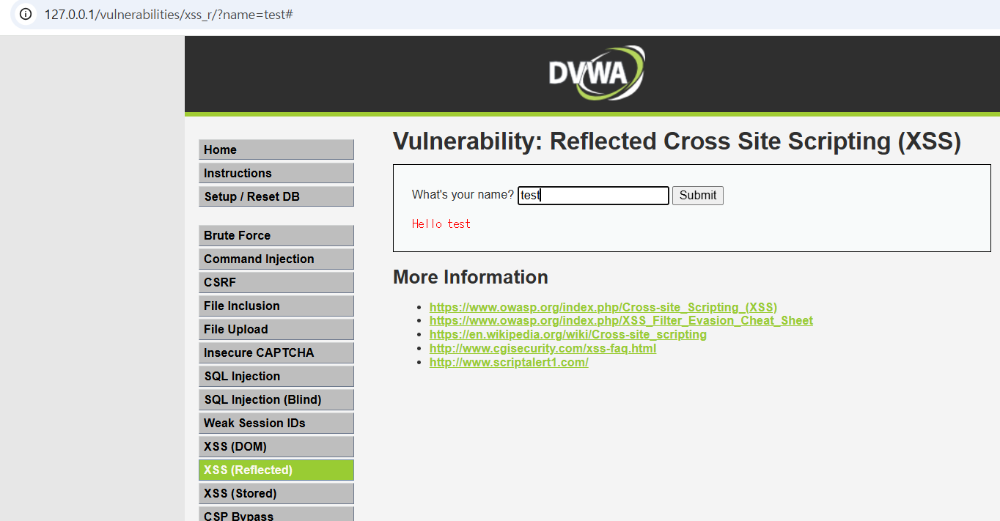 127.0.0.1/vulnerabilities/xss_r/?name=test#
DVWA
Home
Instructions
Setup / Reset DB
Brute Force
Command Injection
CSRF
File Inclusion
File Upload
Insecure CAPTCHA
SQL Injection
SQL Injection (Blind)
Weak Session IDs
XSS (DOM)
XSS (Reflected)
XSS (Stored)
CSP Bypass
Vulnerability: Reflected Cross Site Scripting (XSS)
What's your name? test Submit
Hello test
More Information
https://www.owasp.org/index.php/Cross-site_Scripting_(XSS)
https://www.owasp.org/index.php/XSS_Filter_Evasion_Cheat_Sheet
https://en.wikipedia.org/wiki/Cross-site_scripting
http://www.cgisecurity.com/xss-faq.html
http://www.scriptalert1.com/